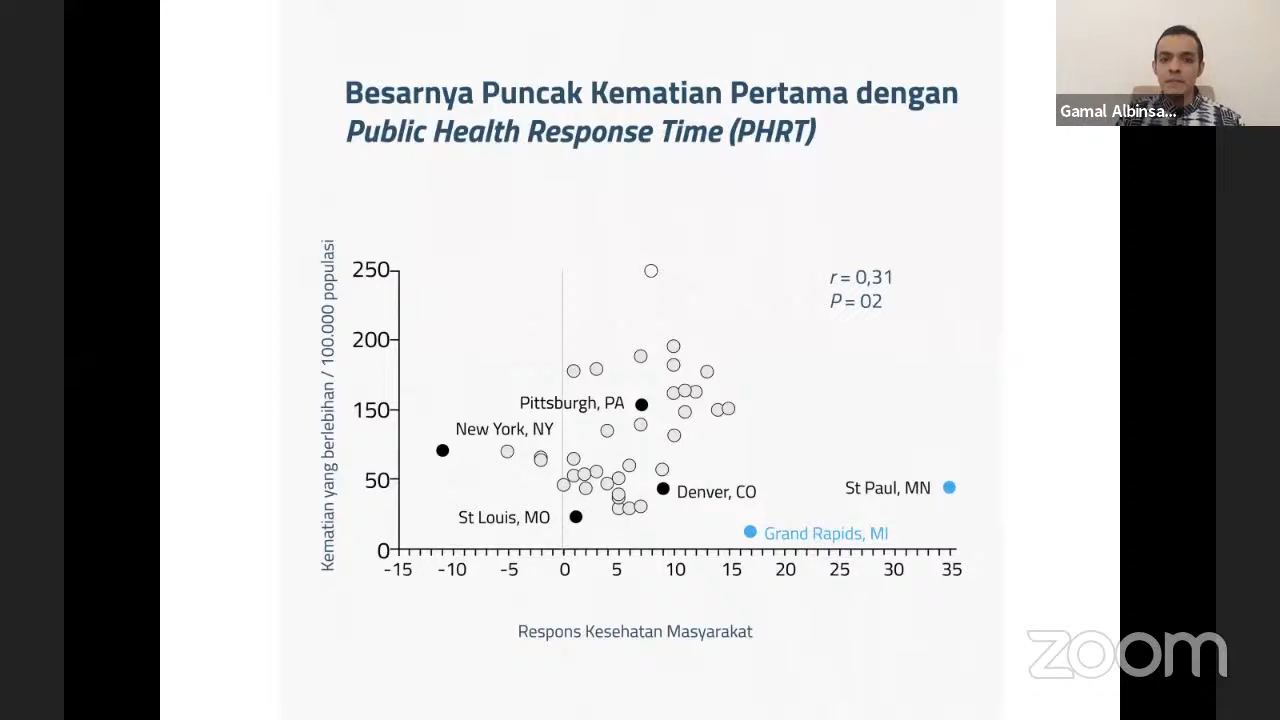 Besarnya Puncak Kematian Pertama dengan
Public Health Response Time (PHRT)
Gamal Albinsa...
Kematian yang berlebihan / 100.000 populasi
250
200
150
50
0
r = 0,31
P = 02
Pittsburgh, PA
New York, NY
St Louis, MO
Denver, CO
St Paul, MN
Grand Rapids, MI
-15 -10 -5 0 5 10 15 20 25 30 35
Respons Kesehatan Masyarakat
zoom